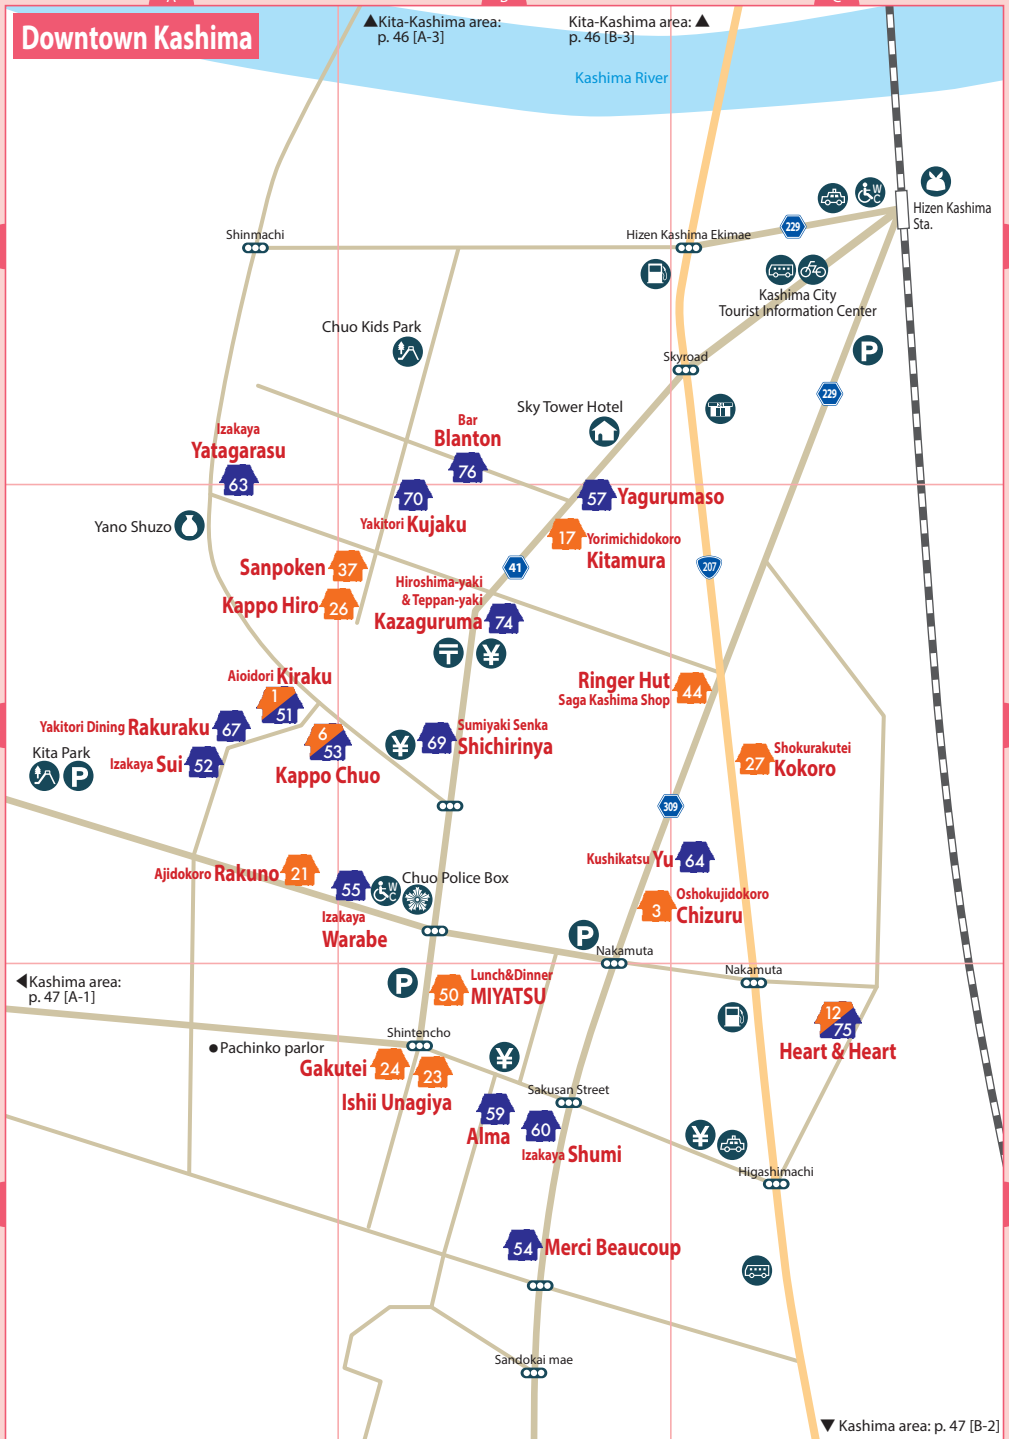 Downtown Kashima
▲Kita-Kashima area:
p. 46 [A-3]
Kita-Kashima area: ▲
p. 46 [B-3]
Kashima River
WC
Hizen Kashima
Sta.
Shinmachi
Hizen Kashima Ekimae
229
Kashima City
Tourist Information Center
Chuo Kids Park
P
Skyroad
229
Sky Tower Hotel
Izakaya
Yatagarasu
63
Bar
Blanton
76
70
Yakitori Kujaku
57
Yagurumaso
Yano Shuzo
17
Yorimichidokoro
Kitamura
41
207
Sanpoken
37
Kappo Hiro
26
Hiroshima-yaki
& Teppan-yaki
Kazaguruma
74
〒
¥
Ringer Hut
Saga Kashima Shop
44
Aioidori Kiraku
1
51
Yakitori Dining Rakuraku
67
6
53
Kappo Chuo
¥
69
Sumiyaki Senka
Shichirinya
Izakaya Sui
52
Kita Park
P
27
Shokurakutei
Kokoro
309
Kushikatsu Yu
64
Ajidokoro Rakuno
21
55
WC
Chuo Police Box
Izakaya
Warabe
3
Oshokujidokoro
Chizuru
P
Nakamuta
Nakamuta
◀Kashima area:
p. 47 [A-1]
P
50
Lunch&Dinner
MIYATSU
12
75
Heart & Heart
Shintencho
●Pachinko parlor
Gakutei
24
23
Ishii Unagiya
¥
Sakusan Street
59
Alma
60
Izakaya Shumi
¥
Higashimachi
54
Merci Beaucoup
Sandokai mae
▼ Kashima area: p. 47 [B-2]